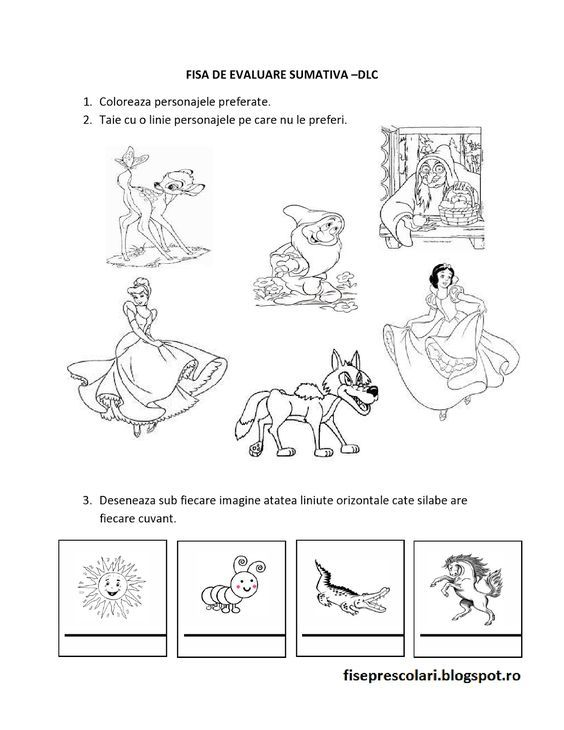 FISA DE EVALUARE SUMATIVA –DLC
1. Coloreaza personajele preferate.
2. Taie cu o linie personajele pe care nu le preferi.
3. Deseneaza sub fiecare imagine atatea liniute orizontale cate silabe are
fiecare cuvant.
fiseprescolari.blogspot.ro